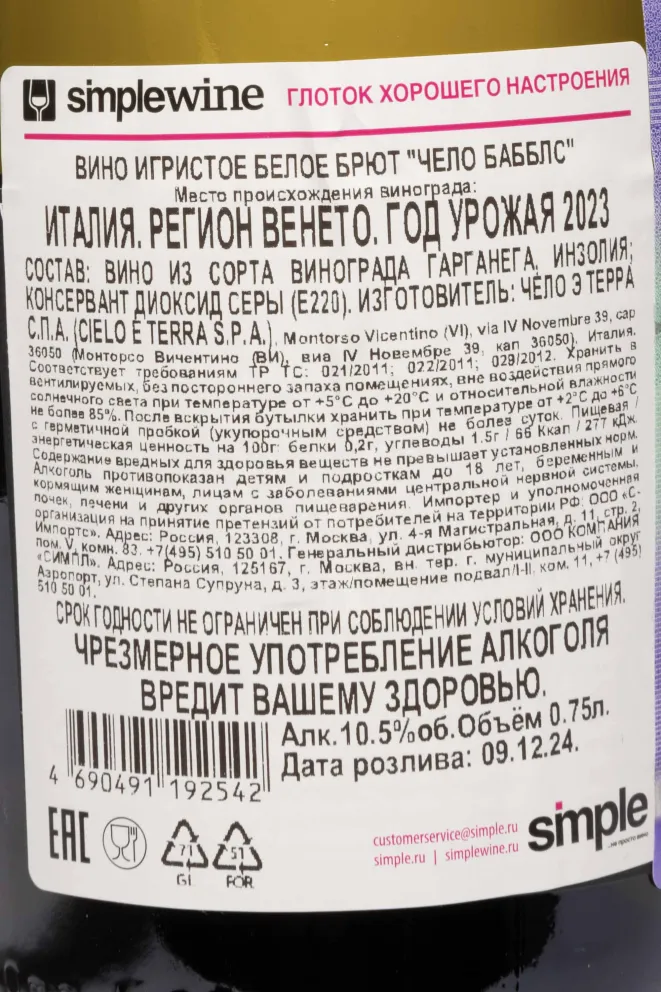 simplewine ГЛОТОК ХОРОШЕГО НАСТРОЕНИЯ
ВИНО ИГРИСТОЕ БЕЛОЕ БРЮТ "ЧЕЛО БАББЛС"
Место происхождения винограда:
ИТАЛИЯ. РЕГИОН ВЕНЕТО. ГОД УРОЖАЯ 2023
СОСТАВ: ВИНО ИЗ СОРТА ВИНОГРАДА ГАРГАНЕГА, ИНЗОЛИЯ;
КОНСЕРВАНТ ДИОКСИД СЕРЫ (E220). ИЗГОТОВИТЕЛЬ: ЧЕЛО Э ТЕРРА
С.П.А. (CIELO E TERRA S.P.A.), Montorso Vicentino (VI), via IV Novembre 39, cap
36050 (Монторсо Вичентино (ВИ), виа IV Новембре 39, кап 36050), Италия.
Соответствует требованиям ТР ТС: 021/2011; 022/2011; 029/2012. Хранить в
вентилируемых, без постороннего запаха помещениях, вне воздействия прямого
солнечного света при температуре от +5°C до +20°C и относительной влажности
не более 85%. После вскрытия бутылки хранить при температуре от +2°C до +6°C
с герметичной пробкой (укупорочным средством) не более суток. Пищевая /
энергетическая ценность на 100г: белки 0,2г, углеводы 1.5г / 66 Ккал / 277 кДж.
Содержание вредных для здоровья веществ не превышает установленных норм.
Алкоголь противопоказан детям и подросткам до 18 лет, беременным и
кормящим женщинам, лицам с заболеваниями центральной нервной системы,
почек, печени и других органов пищеварения. Импортер и уполномоченная
организация на принятие претензий от потребителей на территории РФ: ООО «С-
Импортс». Адрес: Россия, 123308, г. Москва, ул. 4-я Магистральная, д. 11, стр. 2,
пом. V, комн. 83. +7(495) 510 50 01. Генеральный дистрибьютор: ООО КОМПАНИЯ
«СИМПЛ». Адрес: Россия, 125167, г. Москва, вн. тер. г. муниципальный округ
Аэропорт, ул. Степана Супруна, д. 3, этаж/помещение подвал/I-II, ком. 11, +7 (495)
510 50 01.
СРОК ГОДНОСТИ НЕ ОГРАНИЧЕН ПРИ СОБЛЮДЕНИИ УСЛОВИЙ ХРАНЕНИЯ.
ЧРЕЗМЕРНОЕ УПОТРЕБЛЕНИЕ АЛКОГОЛЯ
ВРЕДИТ ВАШЕМУ ЗДОРОВЬЮ.
Алк.10.5%об.Объём 0.75л.
Дата розлива: 09.12.24.
4 690491 192542
EAC
71
GL
51
FOR
customerservice@simple.ru
simple.ru | simplewine.ru
simple
...не просто вино